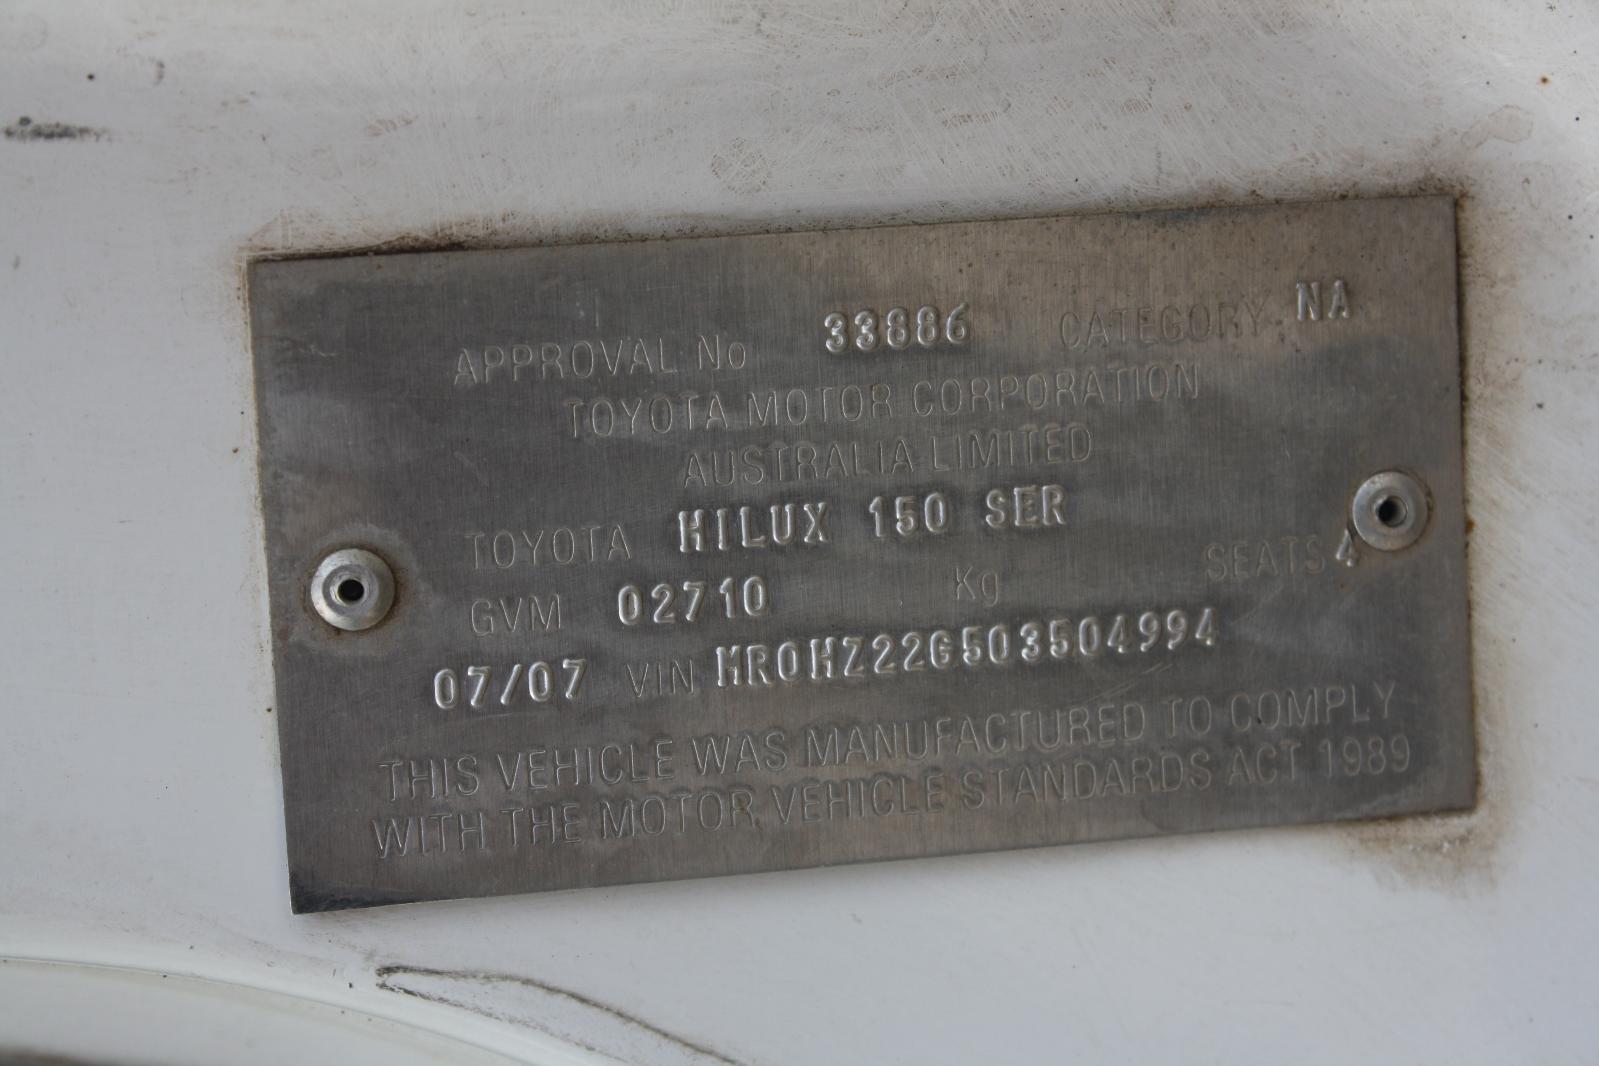 APPROVAL No 33886 CATEGORY NA
TOYOTA MOTOR CORPORATION
AUSTRALIA LIMITED
TOYOTA HILUX 150 SER
GVM 02710 Kg SEATS 4
07/07 VIN MR0HZ22G503504994
THIS VEHICLE WAS MANUFACTURED TO COMPLY
WITH THE MOTOR VEHICLE STANDARDS ACT 1989